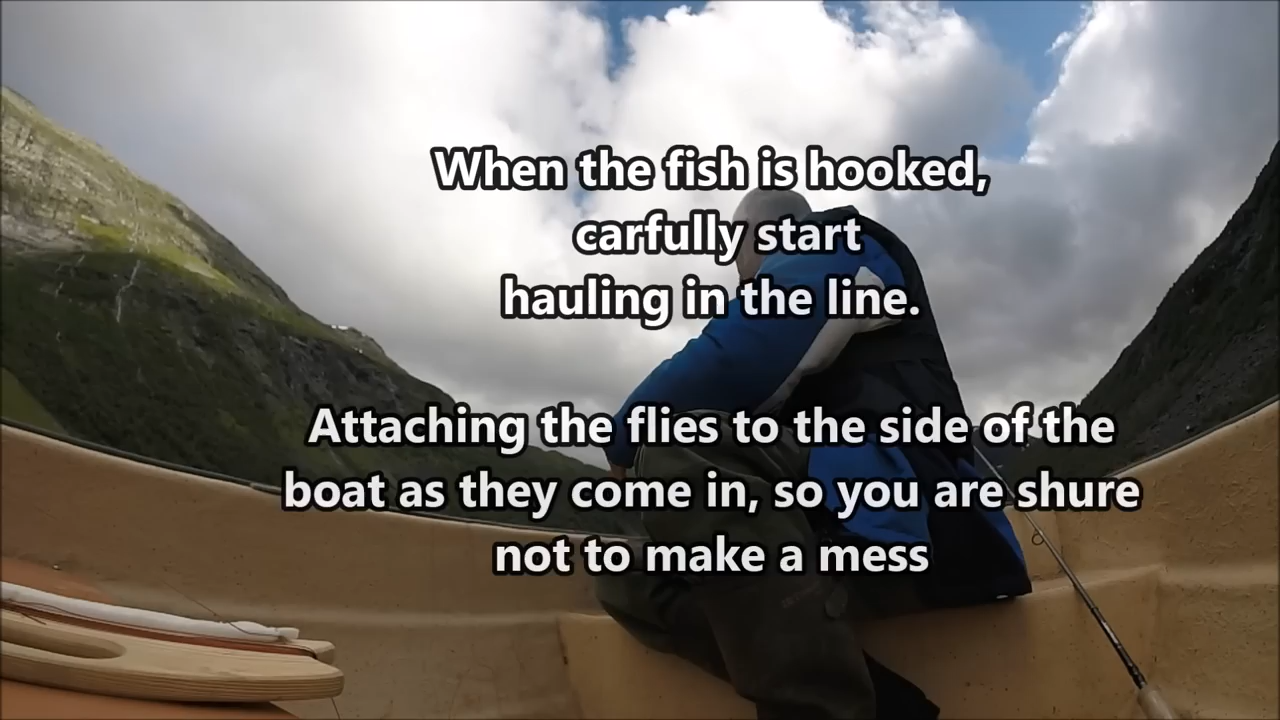 When the fish is hooked,
carfully start
hauling in the line.
Attaching the flies to the side of the
boat as they come in, so you are shure
not to make a mess